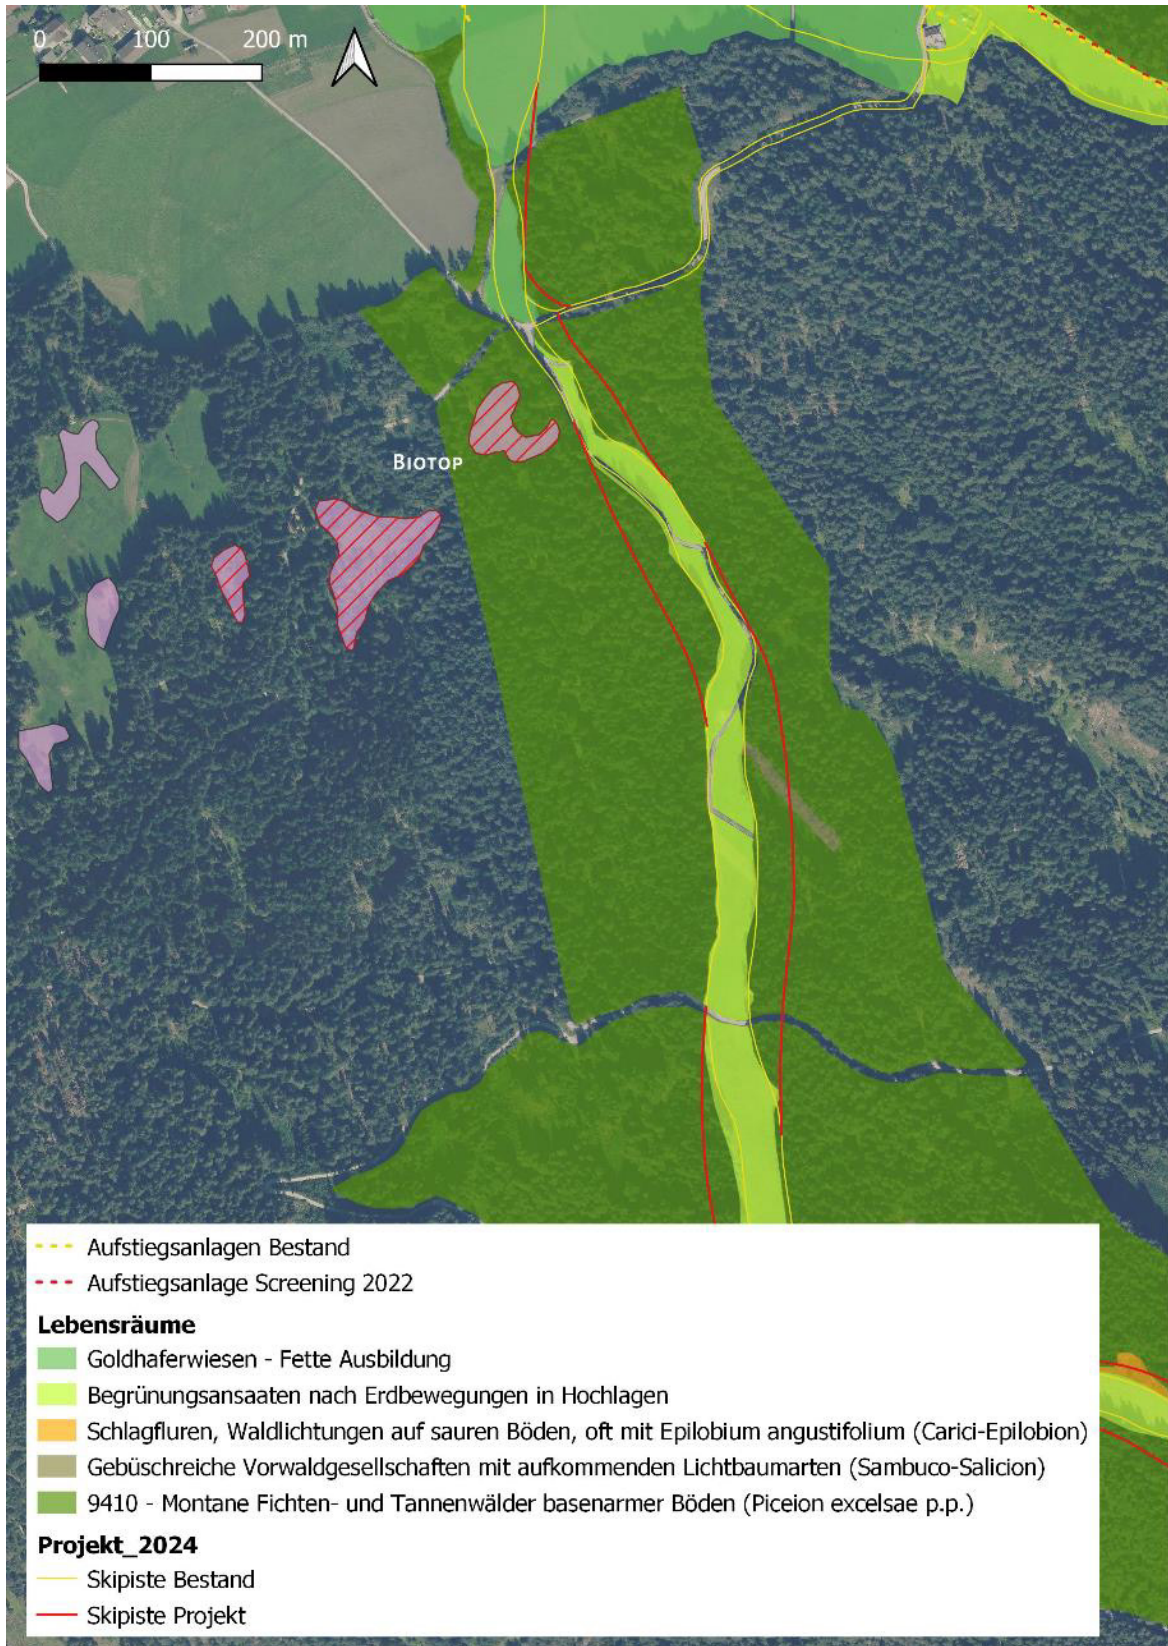 0 100 200 m
BIOTOP
Aufstiegsanlagen Bestand
Aufstiegsanlage Screening 2022
Lebensräume
Goldhaferwiesen - Fette Ausbildung
Begrünungsansaaten nach Erdbewegungen in Hochlagen
Schlagfluren, Waldlichtungen auf sauren Böden, oft mit Epilobium angustifolium (Carici-Epilobion)
Gebüschreiche Vorwaldgesellschaften mit aufkommenden Lichtbaumarten (Sambuco-Salicion)
9410 - Montane Fichten- und Tannenwälder basenarmer Böden (Piceion excelsae p.p.)
Projekt_2024
Skipiste Bestand
Skipiste Projekt